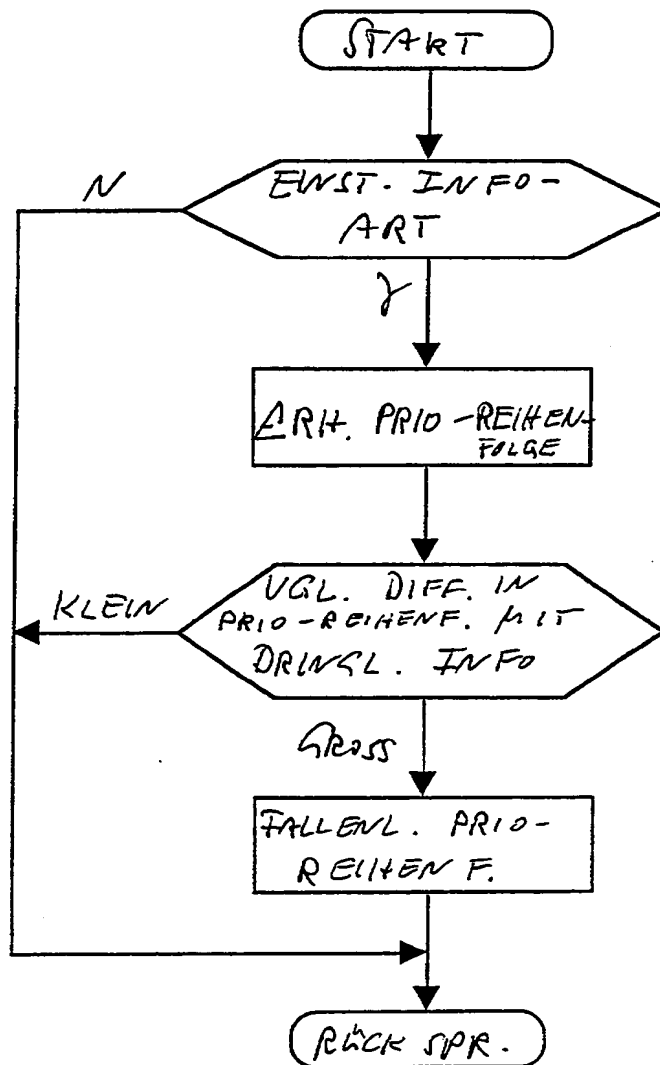 START
N
EINST. INFO-
ART
Y
ERH. PRIO-REIHEN-
FOLGE
VGL. DIFF. IN
PRIO-REIHENF. MIT
DRINGL. INFO
KLEIN
GROSS
FALLENL. PRIO-
REIHENF.
RÜCKSPR.